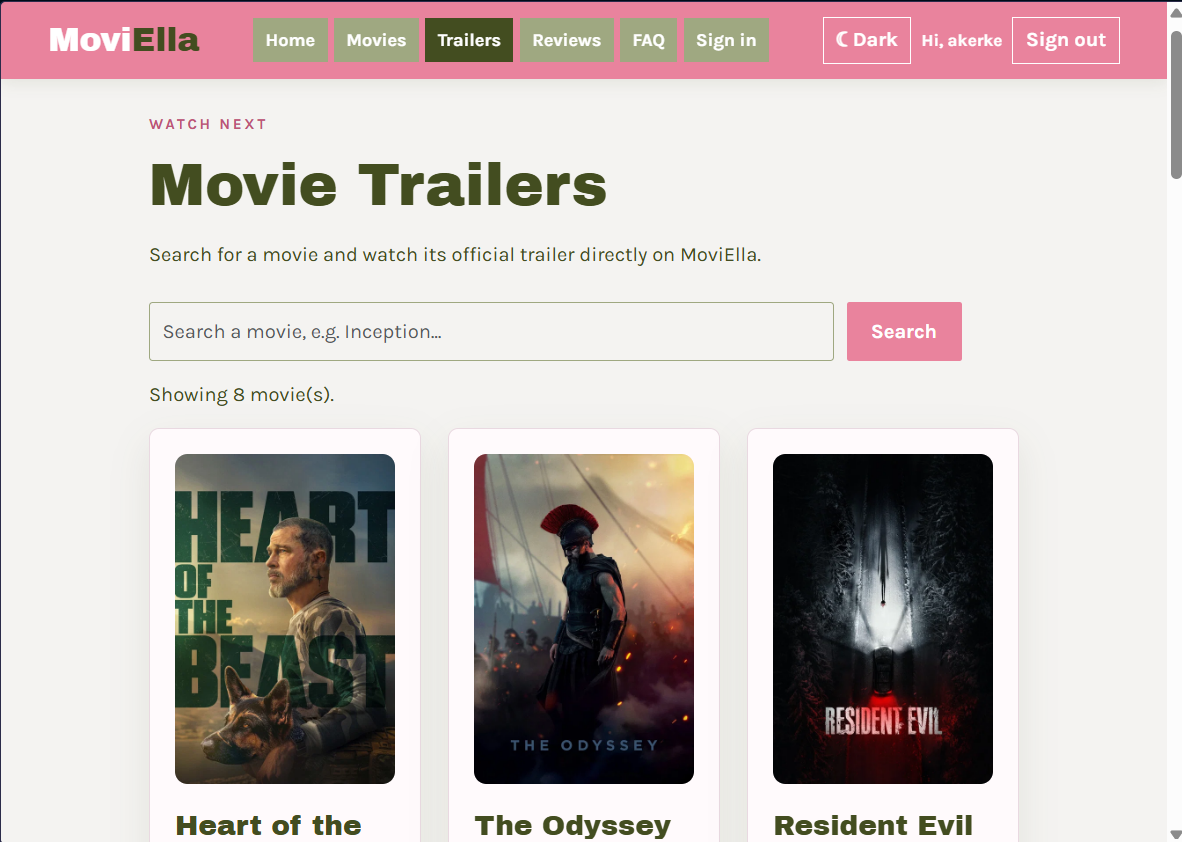 MoviElla Home Movies Trailers Reviews FAQ Sign in Dark Hi, akerke Sign out
WATCH NEXT
Movie Trailers
Search for a movie and watch its official trailer directly on MoviElla.
Search a movie, e.g. Inception... Search
Showing 8 movie(s).
HEART
OF
THE
BEAST
THE ODYSSEY
RESIDENT EVIL
Heart of the
The Odyssey
Resident Evil